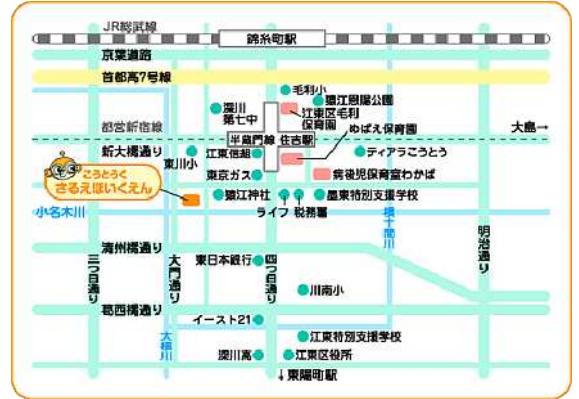 JR総武線
錦糸町駅
京葉道路
首都高7号線
毛利小
猿江恩賜公園
深川
第七中
江東区毛利
保育園
都営新宿線
ゆばえ保育園
大島→
半蔵門線 住吉駅
新大橋通り
東川小
江東信組
ティアラこうとう
こうとうく
さるえほいくえん
東京ガス
病後児保育室わかば
猿江神社
墨東特別支援学校
小名木川
ライフ
税務署
横十間川
清州橋通り
三つ目通り
大門通り
東日本銀行
四つ目通り
明治通り
川南小
葛西橋通り
イースト21
大横川
江東特別支援学校
深川高
江東区役所
↓東陽町駅